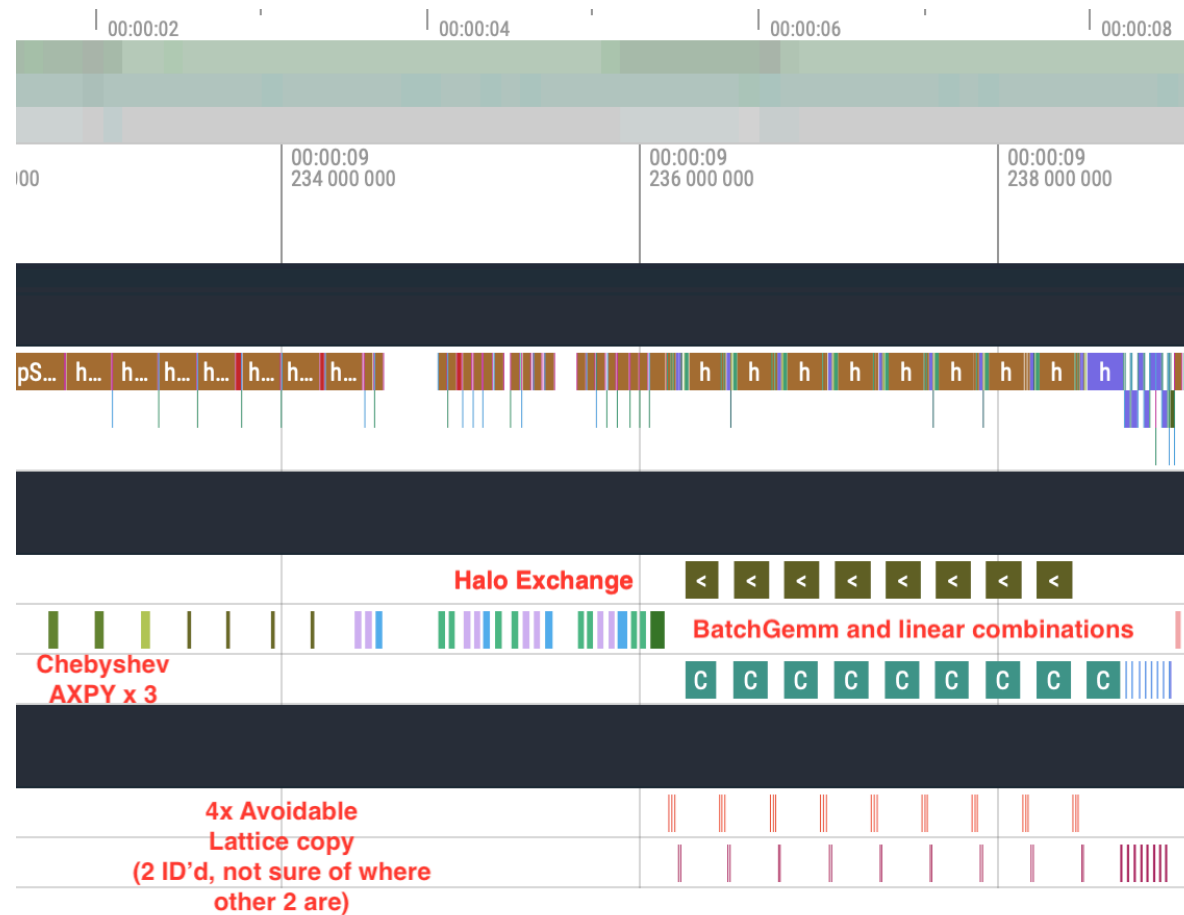 00:00:02
00:00:04
00:00:06
00:00:08
00:00:09
00:00:09
00:00:09
000
234 000 000
236 000 000
238 000 000
pS... h... h... h... h... h... h... h... h h h h h h h h h
Halo Exchange < < < < < < < <
BatchGemm and linear combinations
Chebyshev
AXPY x 3
C C C C C C C C C
4x Avoidable
Lattice copy
(2 ID'd, not sure of where
other 2 are)